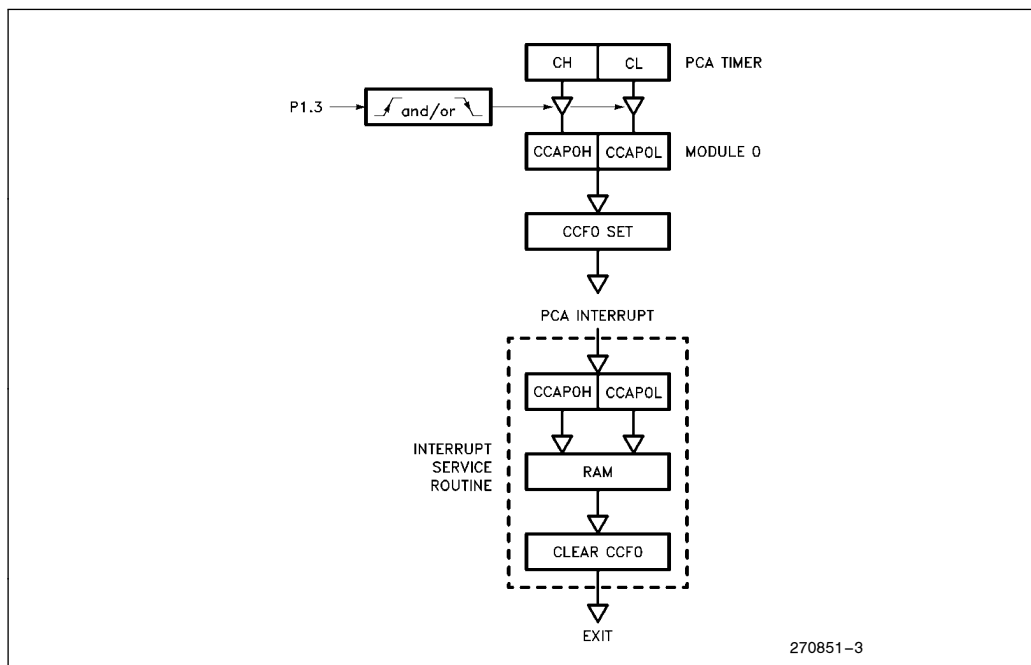 CH CL PCA TIMER
P1.3 and/or
CCAP0H CCAP0L MODULE 0
CCF0 SET
PCA INTERRUPT
CCAP0H CCAP0L
INTERRUPT
SERVICE
ROUTINE
RAM
CLEAR CCF0
EXIT
270851–3